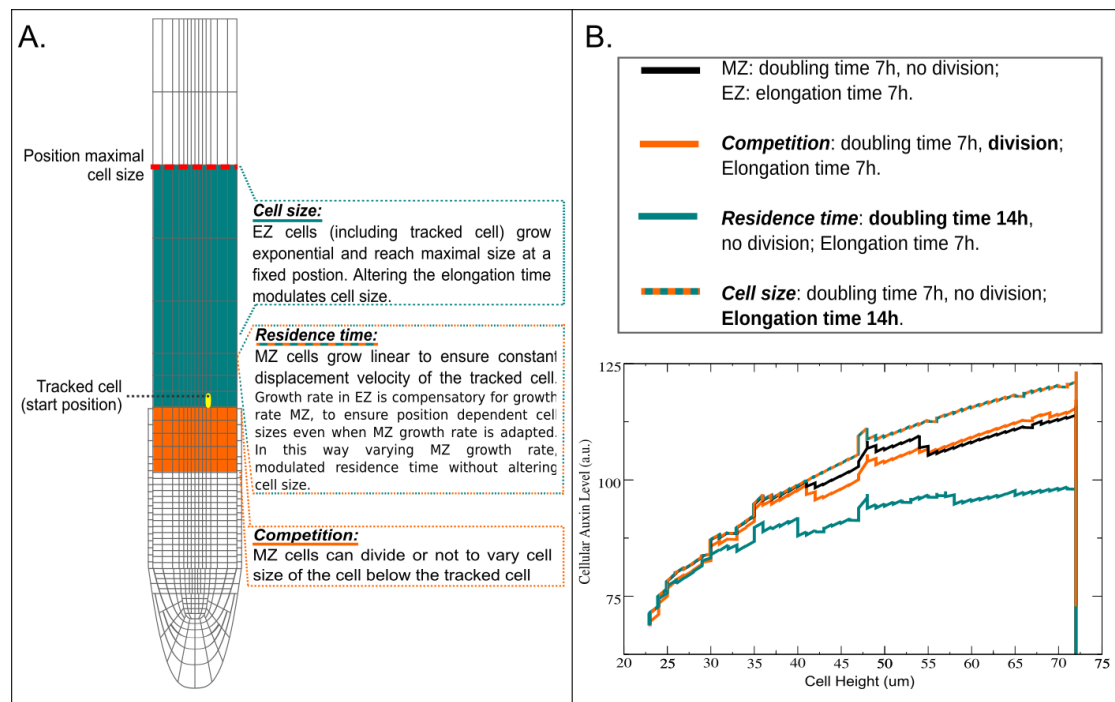 A.
Position maximal
cell size
Cell size:
EZ cells (including tracked cell) grow
exponential and reach maximal size at a
fixed postion. Altering the elongation time
modulates cell size.
Residence time:
MZ cells grow linear to ensure constant
displacement velocity of the tracked cell.
Growth rate in EZ is compensatory for growth
rate MZ, to ensure position dependent cell
sizes even when MZ growth rate is adapted.
In this way varying MZ growth rate,
modulated residence time without altering
cell size.
Tracked cell
(start position)
Competition:
MZ cells can divide or not to vary cell
size of the cell below the tracked cell
B.
MZ: doubling time 7h, no division;
EZ: elongation time 7h.
Competition: doubling time 7h, division;
Elongation time 7h.
Residence time: doubling time 14h,
no division; Elongation time 7h.
Cell size: doubling time 7h, no division;
Elongation time 14h.
125
100
75
Cellular Auxin Level (a.u.)
20 25 30 35 40 45 50 55 60 65 70 75
Cell Height (um)